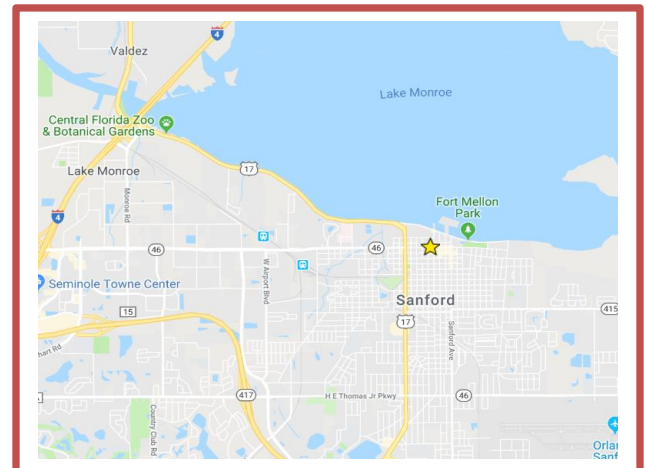 4
Valdez
Lake Monroe
Central Florida Zoo
& Botanical Gardens
17
Lake Monroe
Monroe Rd
Fort Mellon
Park
4
46
46
W Airport Blvd
Seminole Towne Center
Sanford
15
415
17
Sanford Ave
hart Rd
417
H E Thomas Jr Pkwy
46
Country Club Rd
Orlan
Sanf